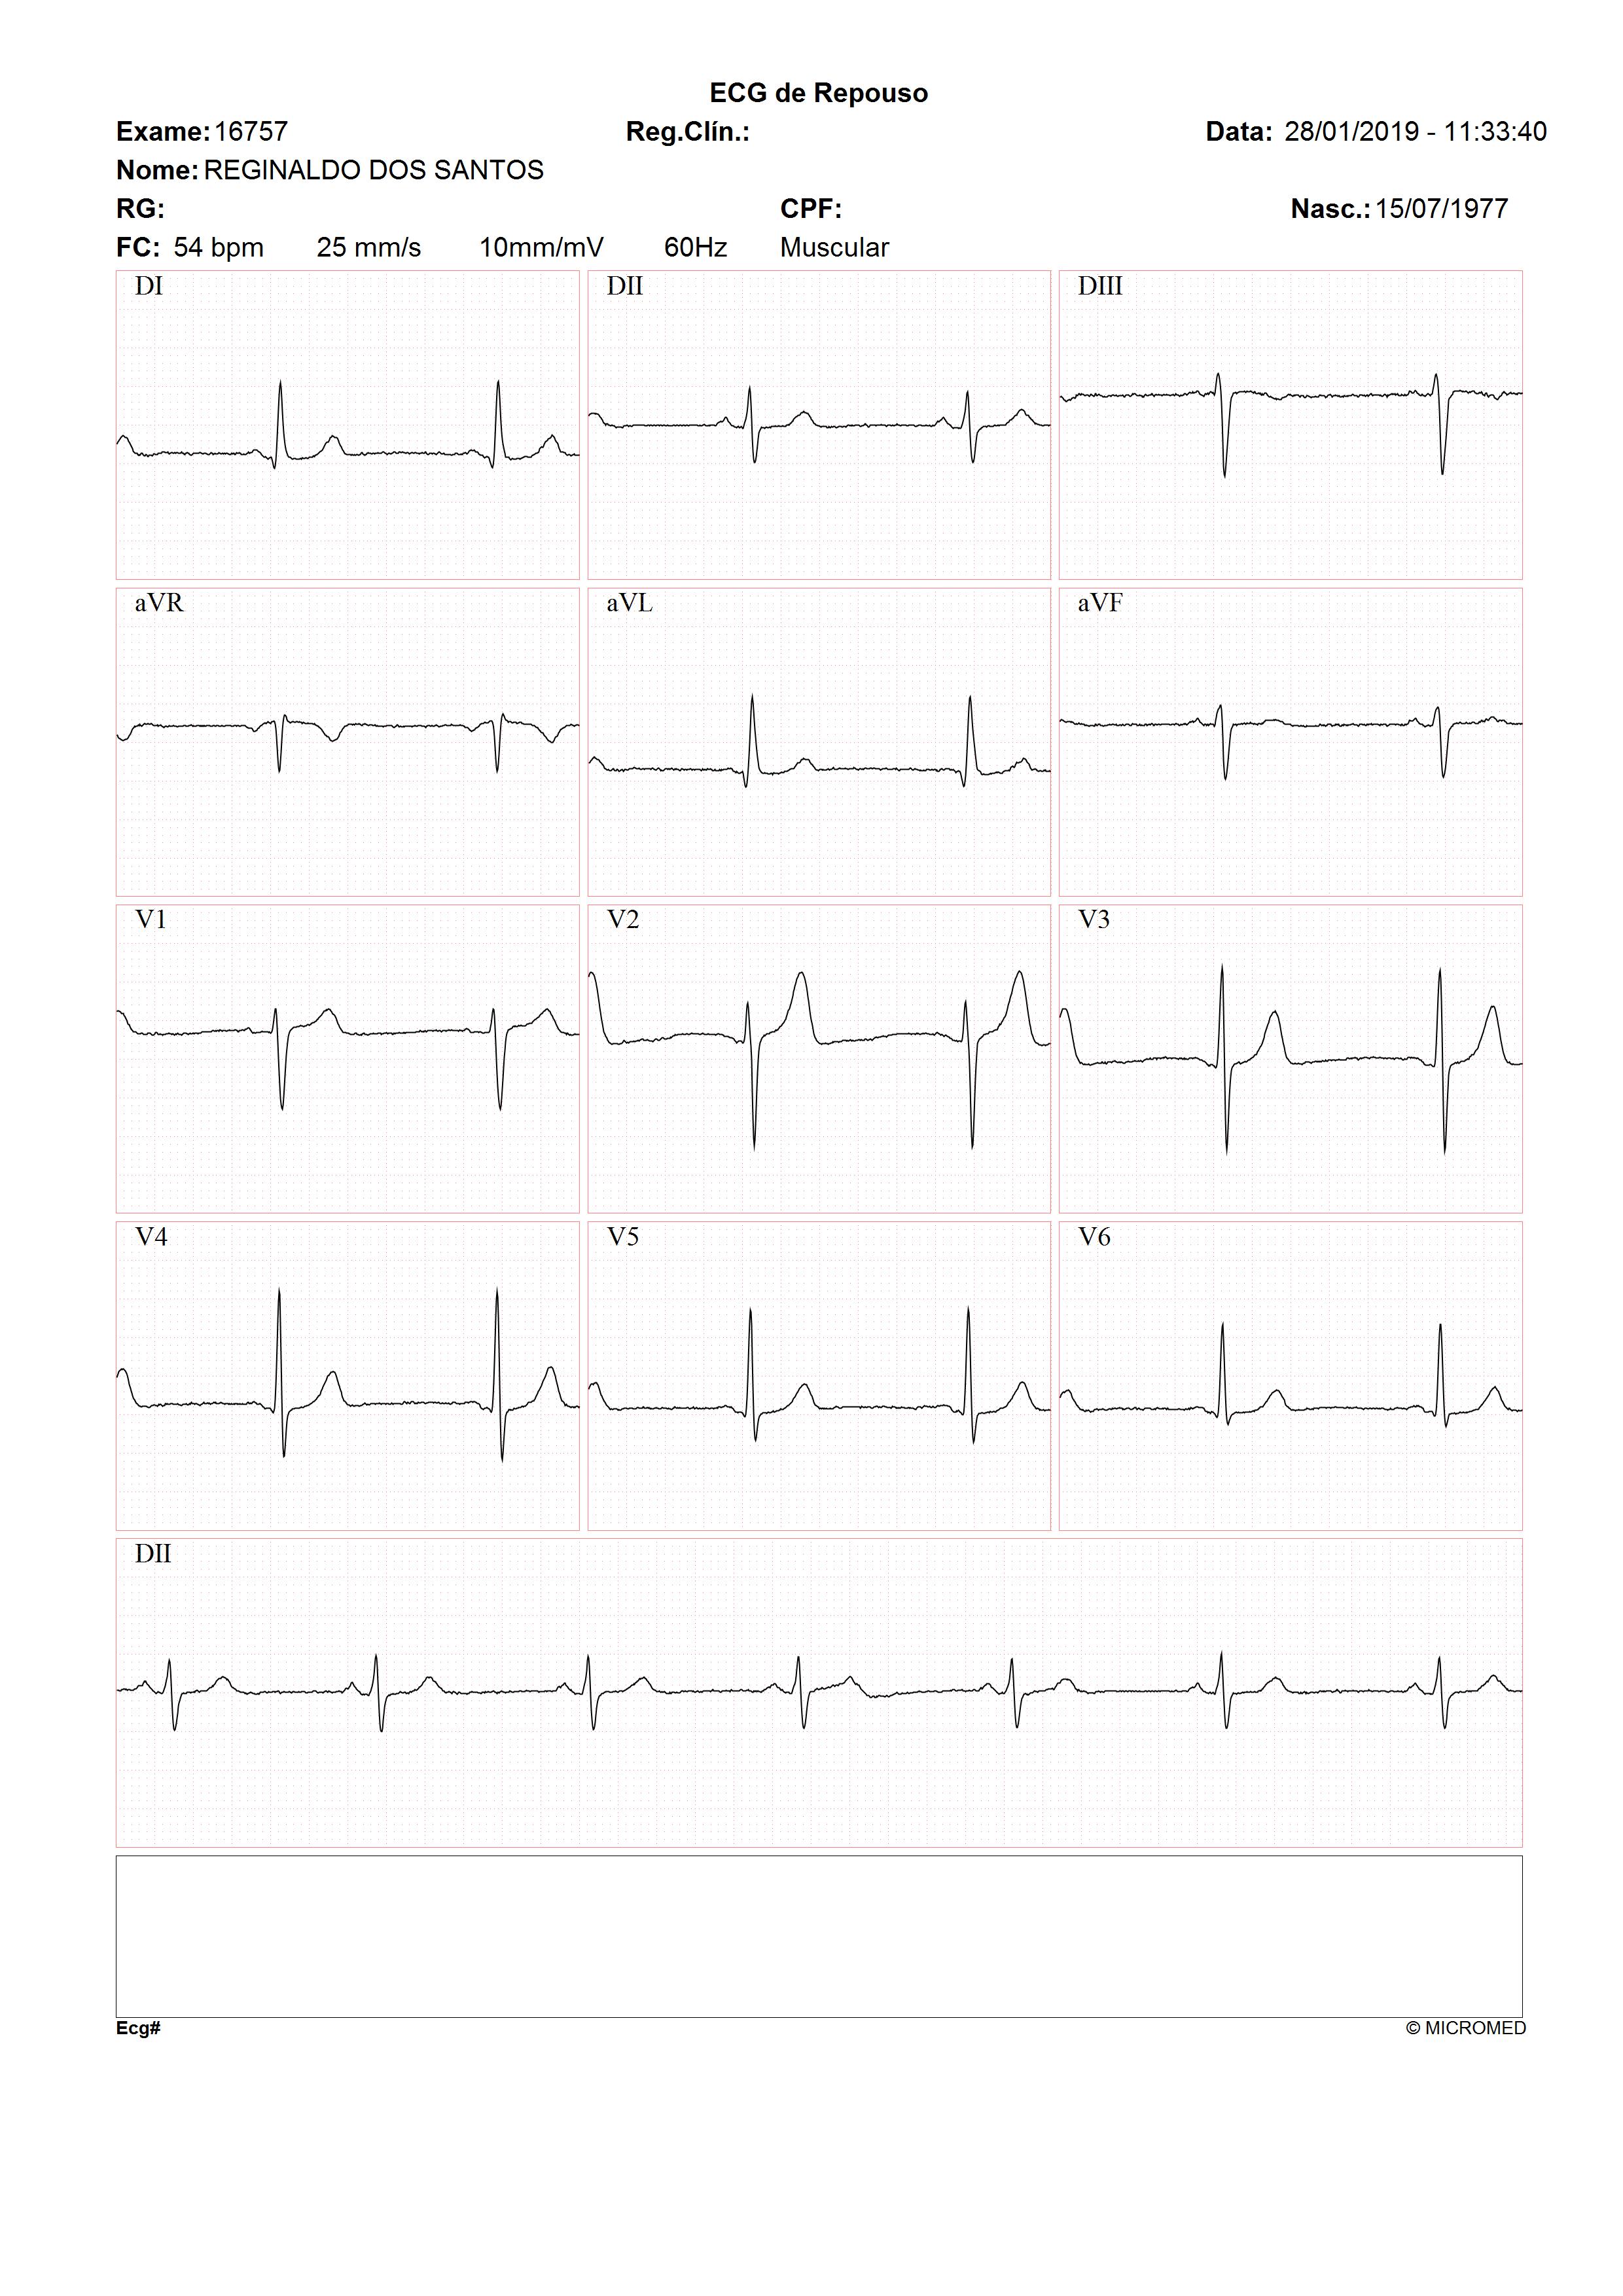 ECG de Repouso
Exame: 16757 Reg.Clín.: Data: 28/01/2019 - 11:33:40
Nome: REGINALDO DOS SANTOS
RG: CPF: Nasc.: 15/07/1977
FC: 54 bpm 25 mm/s 10mm/mV 60Hz Muscular
DI DII DIII
aVR aVL aVF
V1 V2 V3
V4 V5 V6
DII
Ecg# © MICROMED